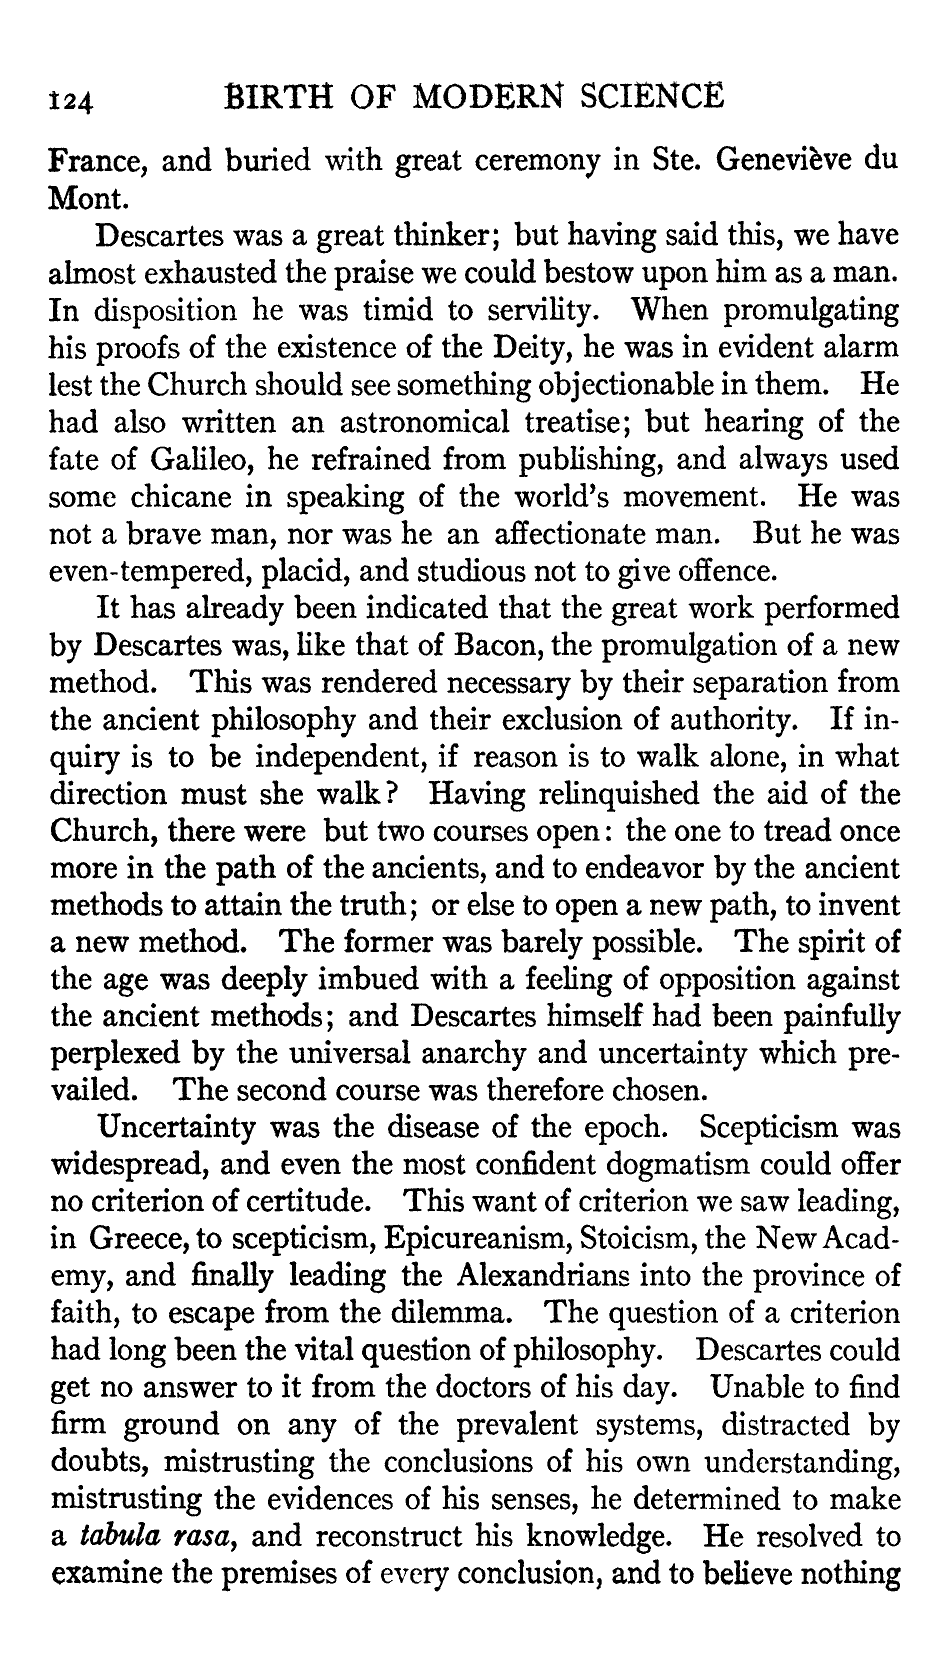 124 BIRTH OF MODERN SCIENCE
France, and buried with great ceremony in Ste. Geneviève du
Mont.
Descartes was a great thinker; but having said this, we have
almost exhausted the praise we could bestow upon him as a man.
In disposition he was timid to servility. When promulgating
his proofs of the existence of the Deity, he was in evident alarm
lest the Church should see something objectionable in them. He
had also written an astronomical treatise; but hearing of the
fate of Galileo, he refrained from publishing, and always used
some chicane in speaking of the world's movement. He was
not a brave man, nor was he an affectionate man. But he was
even-tempered, placid, and studious not to give offence.
It has already been indicated that the great work performed
by Descartes was, like that of Bacon, the promulgation of a new
method. This was rendered necessary by their separation from
the ancient philosophy and their exclusion of authority. If in-
quiry is to be independent, if reason is to walk alone, in what
direction must she walk? Having relinquished the aid of the
Church, there were but two courses open: the one to tread once
more in the path of the ancients, and to endeavor by the ancient
methods to attain the truth; or else to open a new path, to invent
a new method. The former was barely possible. The spirit of
the age was deeply imbued with a feeling of opposition against
the ancient methods; and Descartes himself had been painfully
perplexed by the universal anarchy and uncertainty which pre-
vailed. The second course was therefore chosen.
Uncertainty was the disease of the epoch. Scepticism was
widespread, and even the most confident dogmatism could offer
no criterion of certitude. This want of criterion we saw leading,
in Greece, to scepticism, Epicureanism, Stoicism, the New Acad-
emy, and finally leading the Alexandrians into the province of
faith, to escape from the dilemma. The question of a criterion
had long been the vital question of philosophy. Descartes could
get no answer to it from the doctors of his day. Unable to find
firm ground on any of the prevalent systems, distracted by
doubts, mistrusting the conclusions of his own understanding,
mistrusting the evidences of his senses, he determined to make
a tabula rasa, and reconstruct his knowledge. He resolved to
examine the premises of every conclusion, and to believe nothing